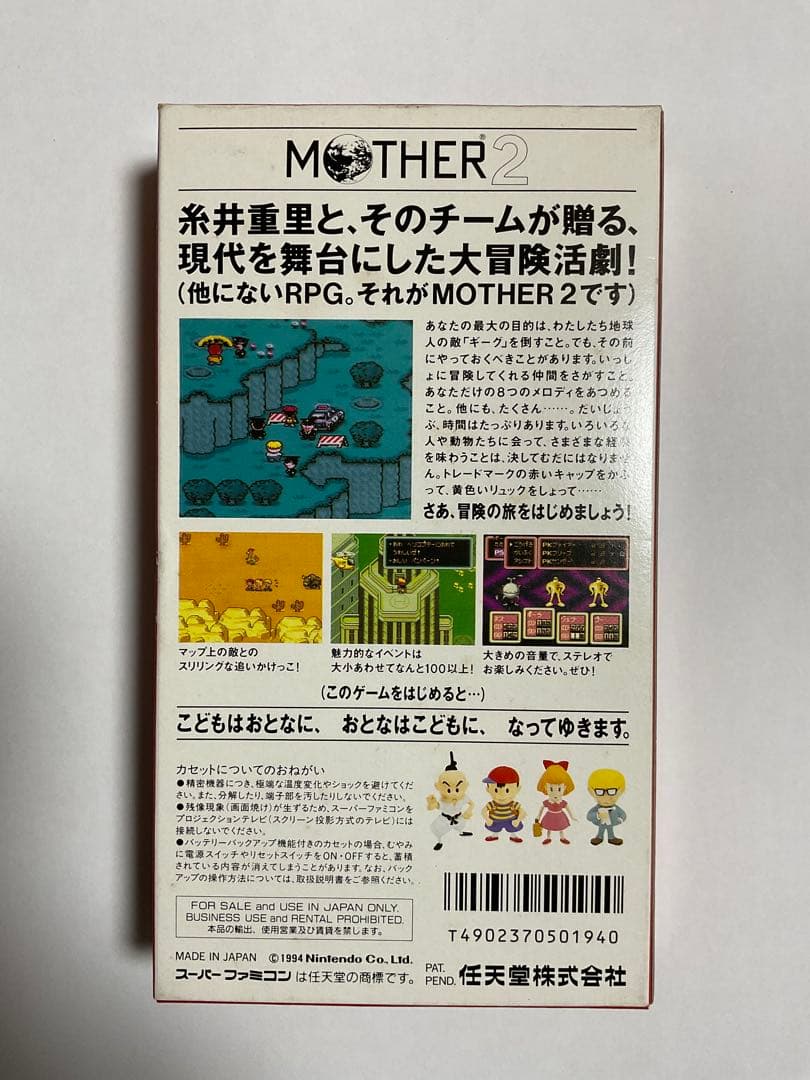 MOTHER®2
糸井重里と、そのチームが贈る、
現代を舞台にした大冒険活劇!
(他にないRPG。それがMOTHER 2です)
あなたの最大の目的は、わたしたち地球
人の敵「ギーグ」を倒すこと。でも、その前
にやっておくべきことがあります。いっし
ょに冒険してくれる仲間をさがすこと。
あなただけの8つのメロディをあつめる
こと。他にも、たくさん……。だいじょう
ぶ、時間はたっぷりあります。いろいろな
人や動物たちに会って、さまざまな経験
を味わうことは、決してむだにはなりませ
ん。トレードマークの赤いキャップをかぶ
って、黄色いリュックをしょって……
さあ、冒険の旅をはじめましょう!
マップ上の敵との
スリリングな追いかけっこ!
魅力的なイベントは
大小あわせてなんと100以上!
大きめの音量で、ステレオで
お楽しみください。ぜひ!
(このゲームをはじめると…)
こどもはおとなに、 おとなはこどもに、 なってゆきます。
カセットについてのおねがい
●精密機器につき、極端な温度変化やショックを避けてくだ
さい。また、分解したり、端子部を汚したりしないでください。
●残像現象(画面焼け)が生ずるため、スーパーファミコンを
プロジェクションテレビ(スクリーン投影方式のテレビ)には
接続しないでください。
●バッテリーバックアップ機能付きのカセットの場合、むやみ
に電源スイッチやリセットスイッチをON・OFFすると、蓄積
されている内容が消えてしまうことがあります。なお、バック
アップの操作方法については、取扱説明書をご参照ください。
FOR SALE and USE IN JAPAN ONLY.
BUSINESS USE and RENTAL PROHIBITED.
本品の輸出、使用営業及び賃貸を禁じます。
T4902370501940
MADE IN JAPAN ©1994 Nintendo Co., Ltd.
スーパーファミコンは任天堂の商標です。
PAT.
PEND.
任天堂株式会社